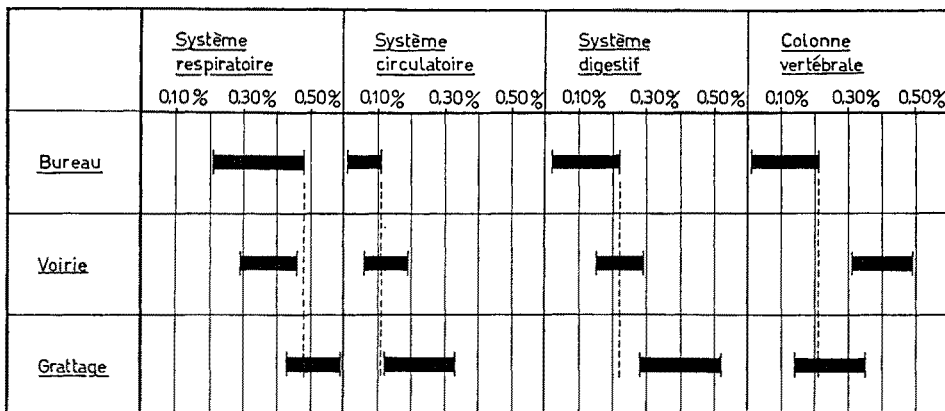 Système
respiratoire
Système
circulatoire
Système
digestif
Colonne
vertébrale
0,10% 0,30% 0,50% 0,10% 0,30% 0,50% 0,10% 0,30% 0,50% 0,10% 0,30% 0,50%
Bureau
Voirie
Grattage